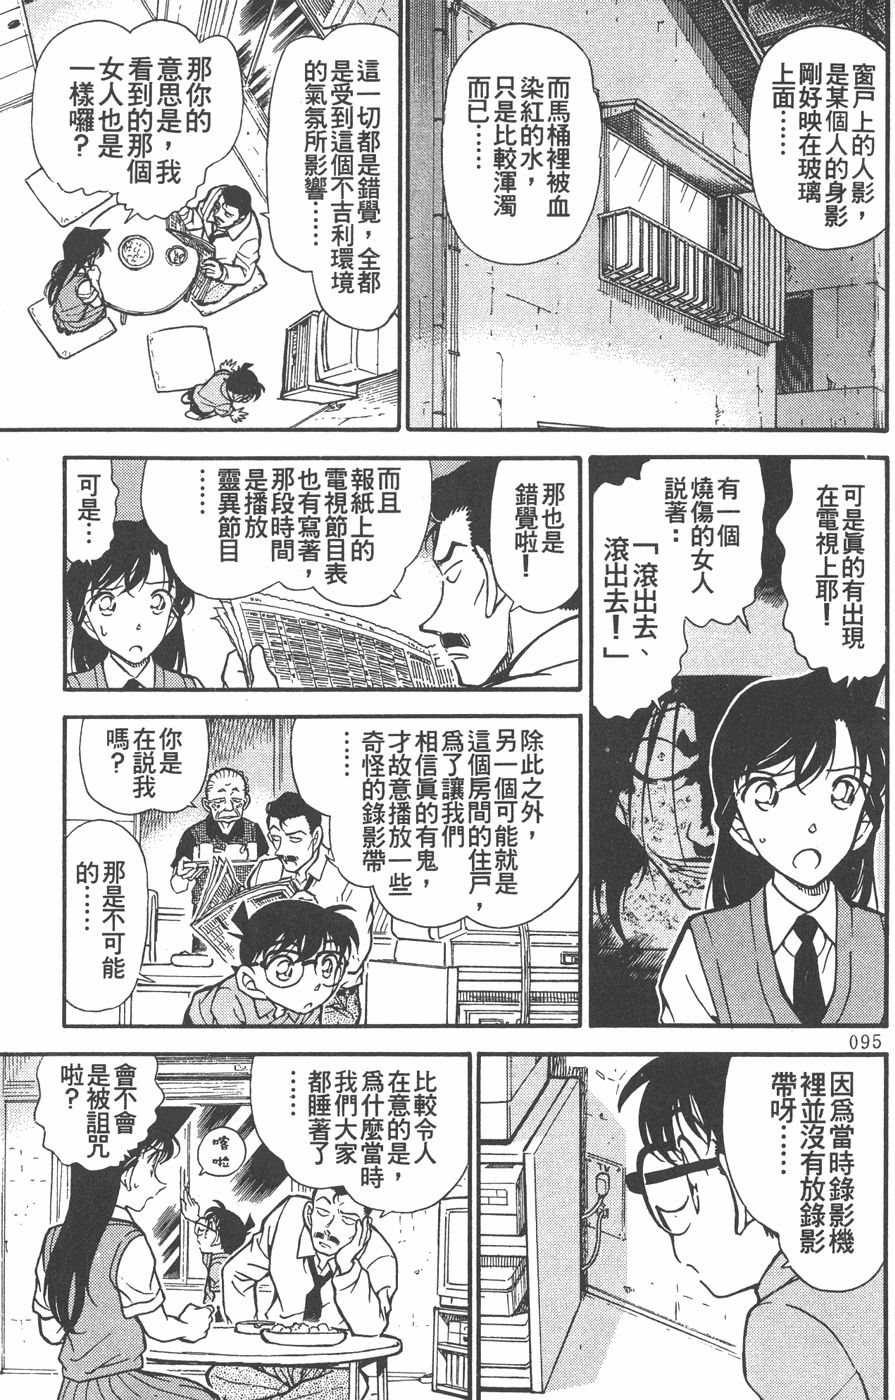 窗戶上的人影，
是某個人的身影
剛好映在玻璃
上面……
而馬桶裡被血
染紅的水，
只是比較渾濁
而已……
這一切都是錯覺，全都
是受到這個不吉利環境
的氣氛所影響……
那你的
意思是，我
看到的那個
女人也是
一樣囉？
可是眞的有出現
在電視上耶！
有一個
燒傷的女人
説著：
「滾出去、
滾出去！」
那也是
錯覺啦！
而且
報紙上的
電視節目表
也有寫著，
那段時間
是播放
靈異節目
……
可是…
除此之外，
另一個可能就是
這個房間的住戶，
爲了讓我們
相信眞的有鬼，
才故意播放一些
奇怪的錄影帶
……
你是
在説我
嗎？
那是不可能
的……
095
因爲當時錄影機
裡並沒有放錄影
帶呀……
TV
比較令人
在意的是，
爲什麼當時
我們大家
都睡著了
……
喀
啦
會不會
是被詛咒
啦？